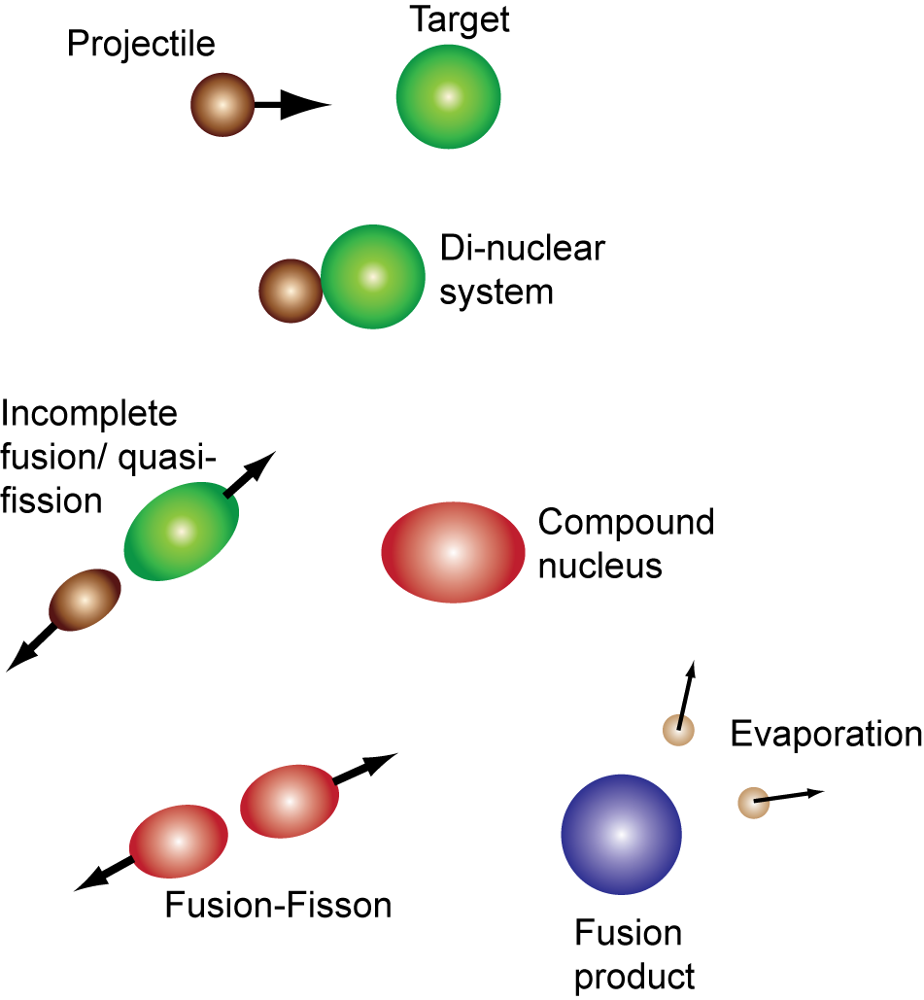 Projectile
Target
Di-nuclear
system
Incomplete
fusion/ quasi-
fission
Compound
nucleus
Evaporation
Fusion-Fisson
Fusion
product